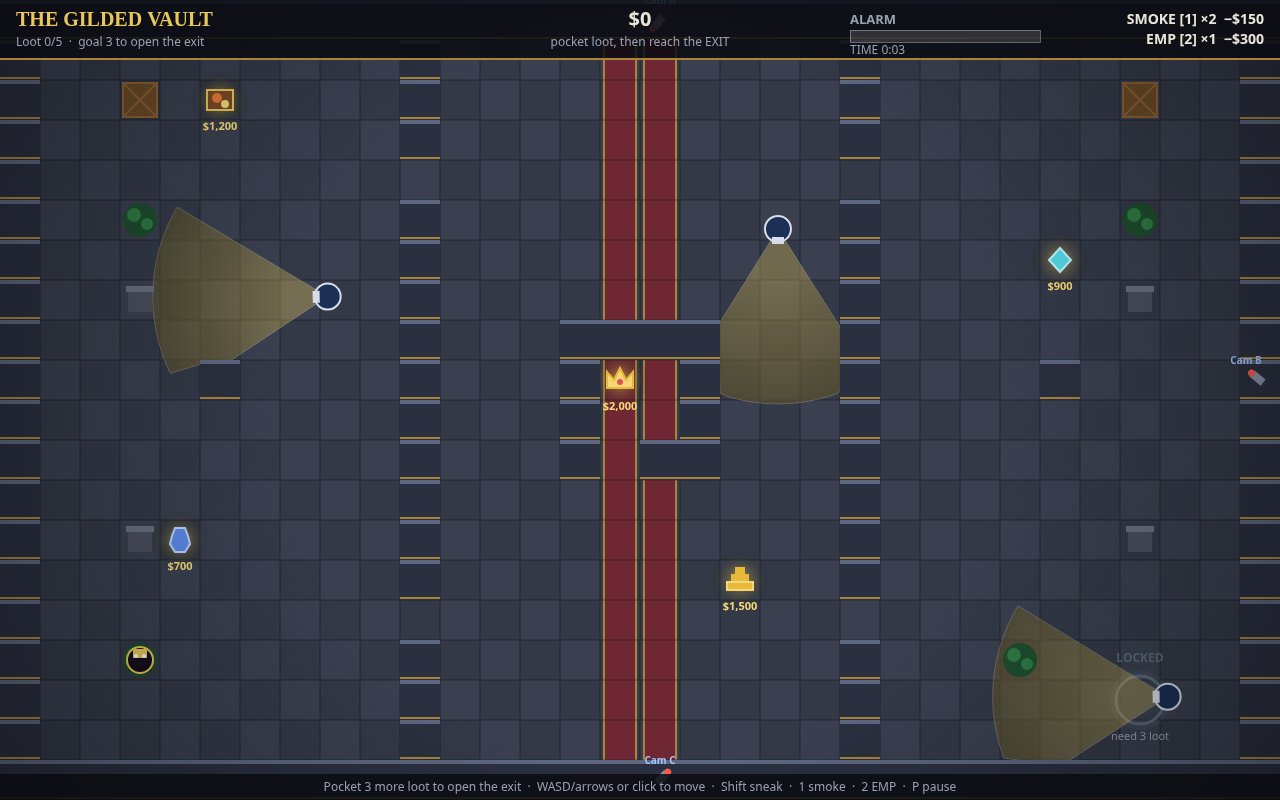 THE GILDED VAULT
Loot 0/5 · goal 3 to open the exit
$0
pocket loot, then reach the EXIT
ALARM
TIME 0:03
SMOKE [1] ×2 −$150
EMP [2] ×1 −$300
$1,200
$900
Cam B
$2,000
$700
$1,500
LOCKED
need 3 loot
Cam C
Pocket 3 more loot to open the exit · WASD/arrows or click to move · Shift sneak · 1 smoke · 2 EMP · P pause